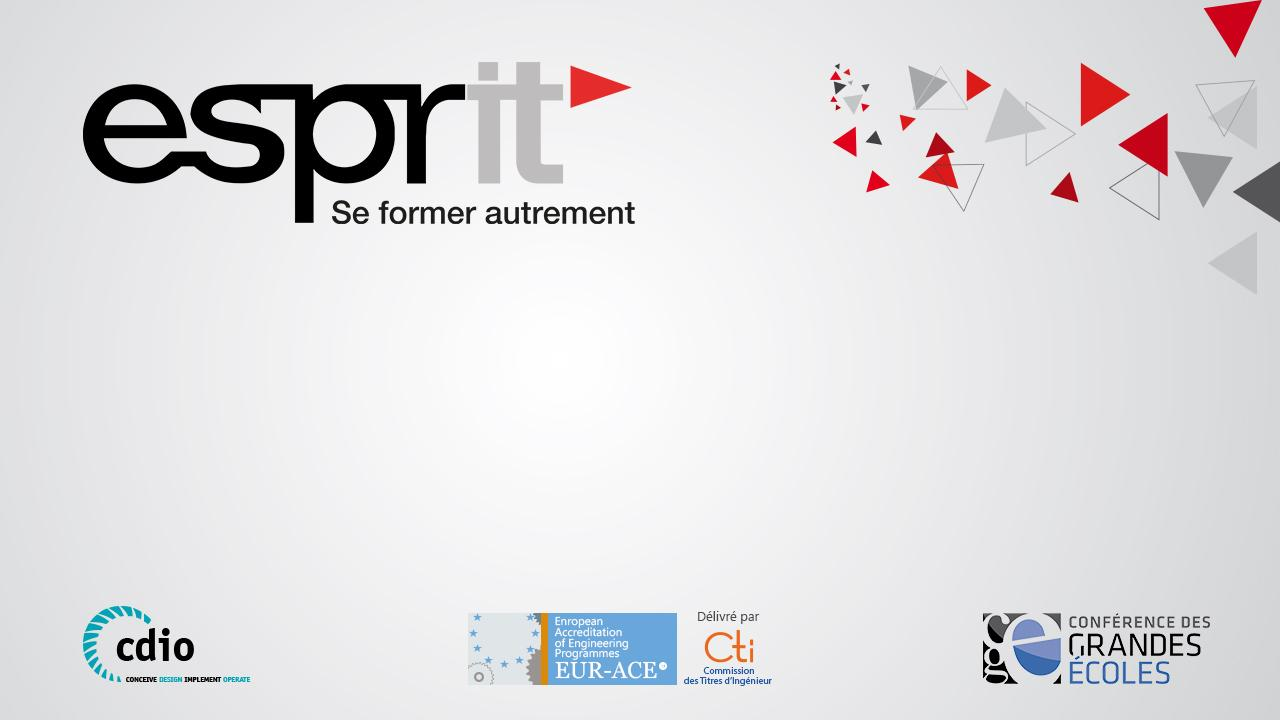 esprit
Se former autrement
cdio
CONCEIVE DESIGN IMPLEMENT OPERATE
European
Accreditation
of Engineering
Programmes
EUR-ACE®
Délivré par
Cti
Commission
des Titres d'Ingénieur
ge
CONFÉRENCE DES
GRANDES
ÉCOLES